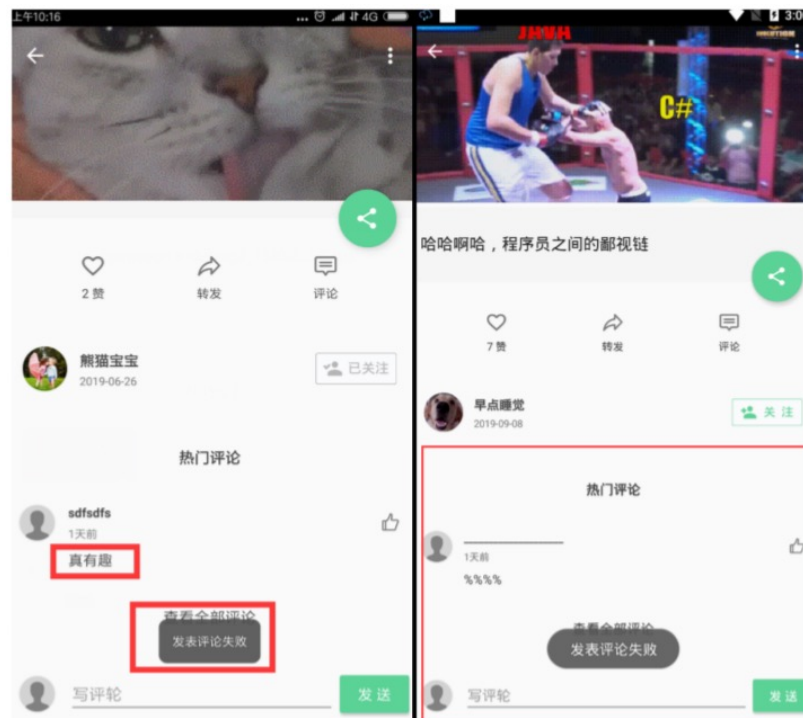 上午10:16
... 4G
2 赞
转发
评论
熊猫宝宝
2019-06-26
已关注
热门评论
sdfsdfs
1天前
真有趣
查看全部评论
发表评论失败
写评轮
发 送
3:0
JAVA
C#
哈哈啊哈，程序员之间的鄙视链
7 赞
转发
评论
早点睡觉
2019-09-08
关 注
热门评论
1天前
%%%%
查看全部评论
发表评论失败
写评轮
发 送